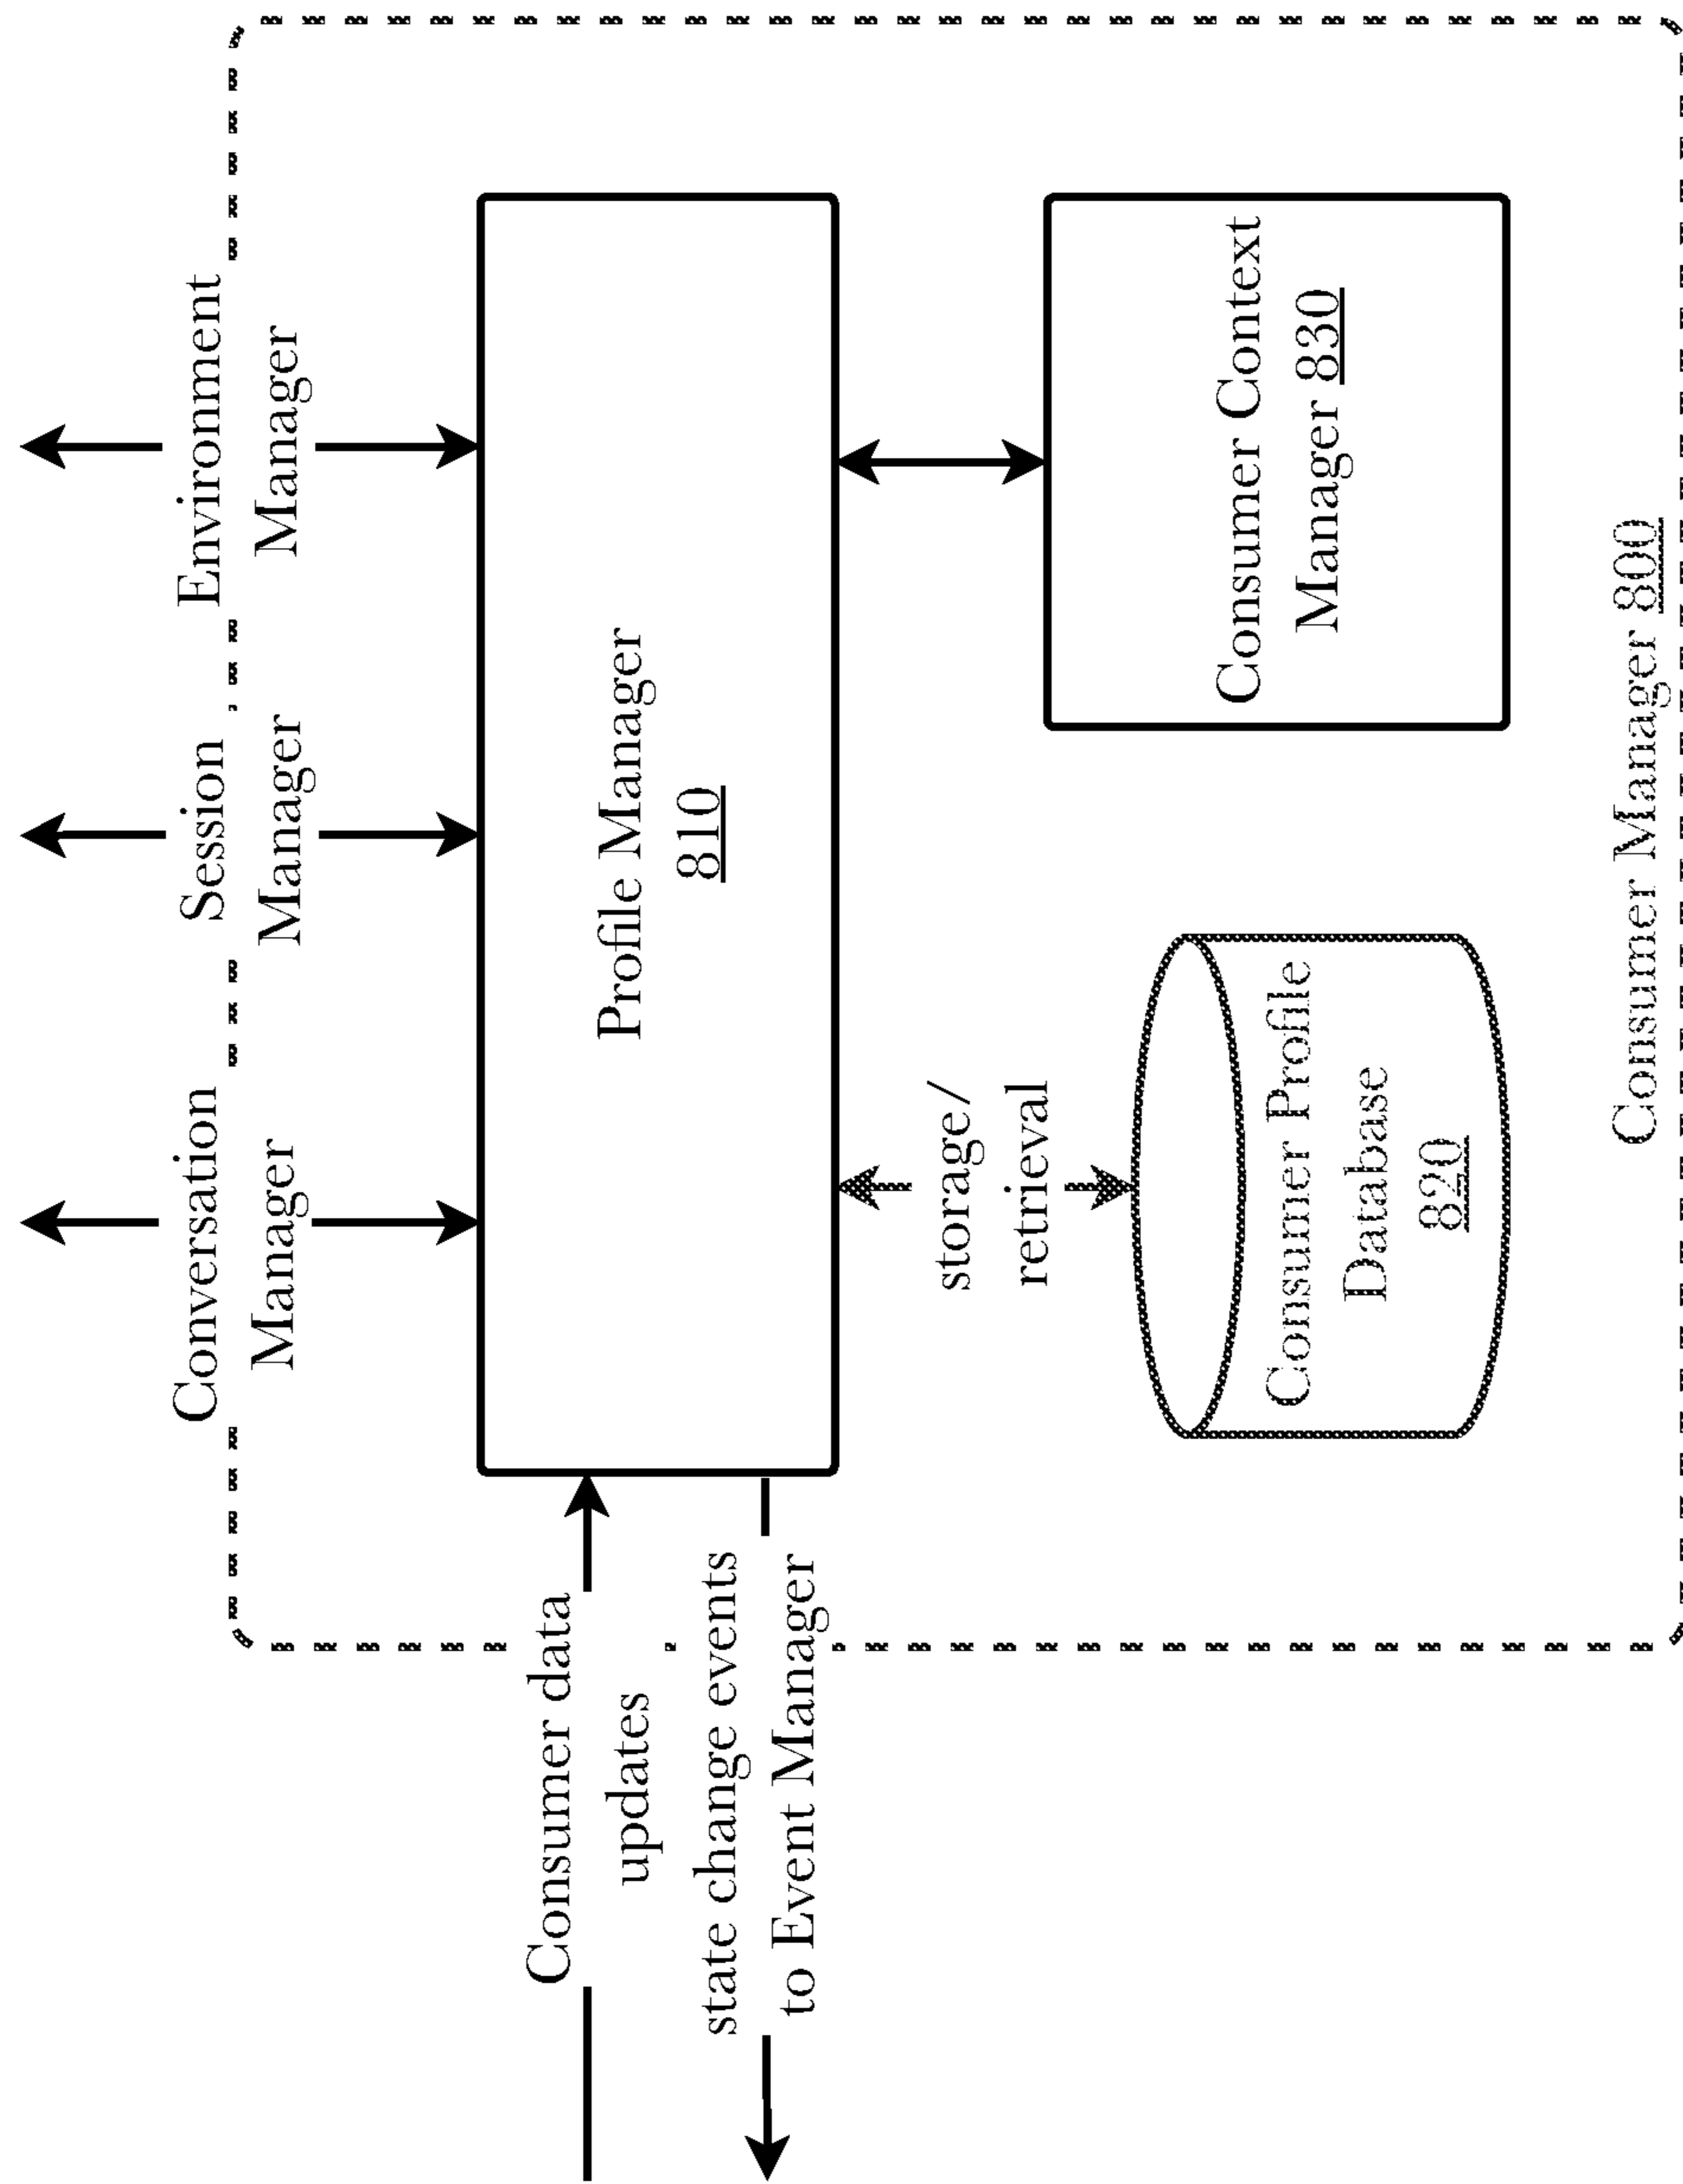 Conversation
Manager
Session
Manager
Environment
Manager
Consumer data
updates
state change events
to Event Manager
Profile Manager
810
storage/
retrieval
Consumer Profile
Database
820
Consumer Context
Manager 830
Consumer Manager 800